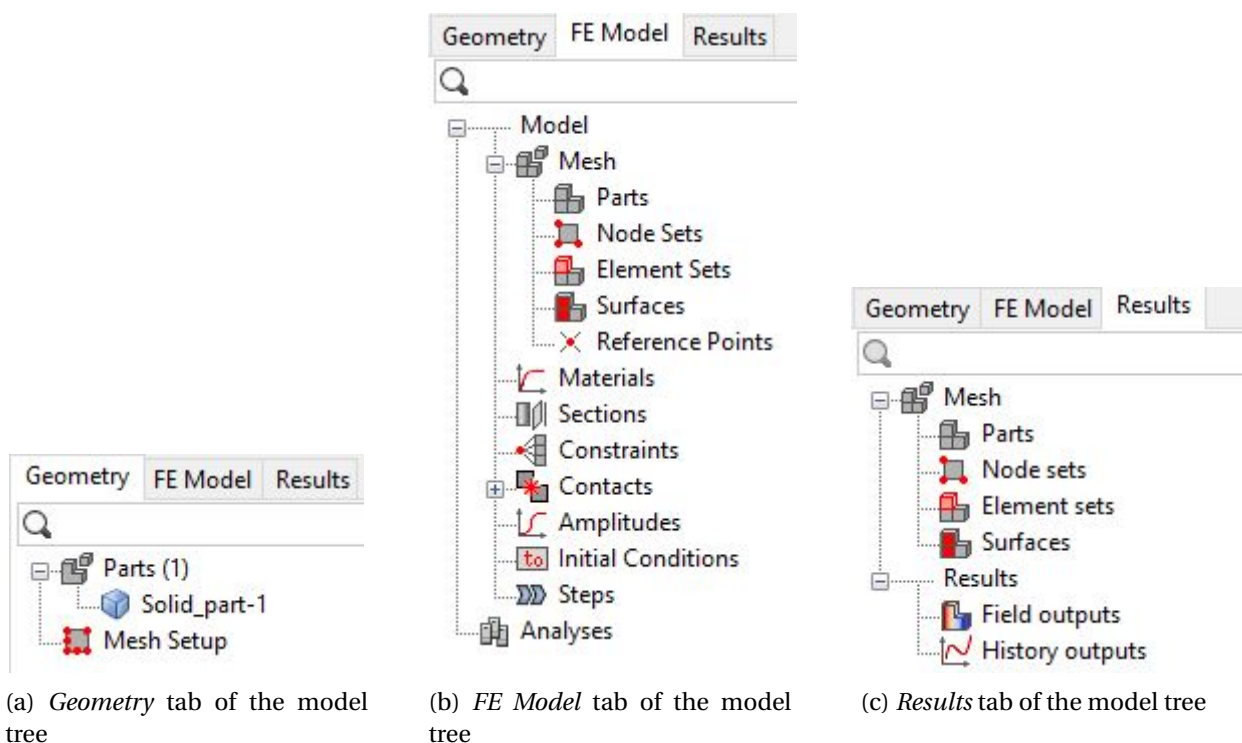 Geometry FE Model Results
Parts (1)
Solid_part-1
Mesh Setup
(a) Geometry tab of the model
tree
Geometry FE Model Results
Model
Mesh
Parts
Node Sets
Element Sets
Surfaces
Reference Points
Materials
Sections
Constraints
Contacts
Amplitudes
to Initial Conditions
Steps
Analyses
(b) FE Model tab of the model
tree
Geometry FE Model Results
Mesh
Parts
Node sets
Element sets
Surfaces
Results
Field outputs
History outputs
(c) Results tab of the model tree